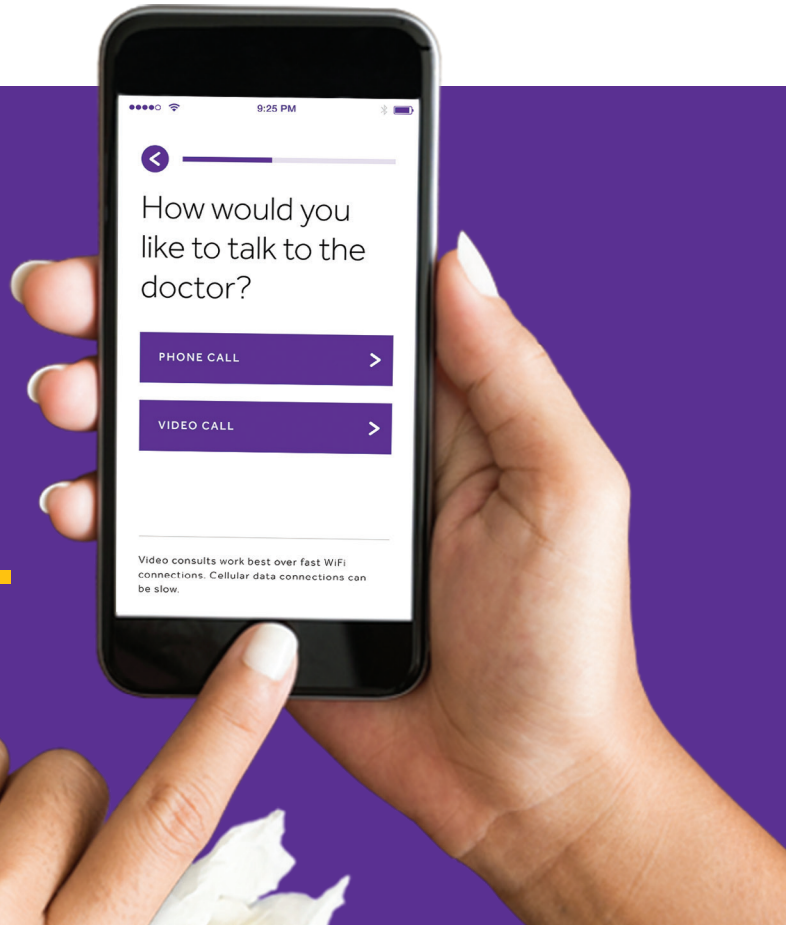 9:25 PM
How would you
like to talk to the
doctor?
PHONE CALL
VIDEO CALL
Video consults work best over fast WiFi
connections. Cellular data connections can
be slow.